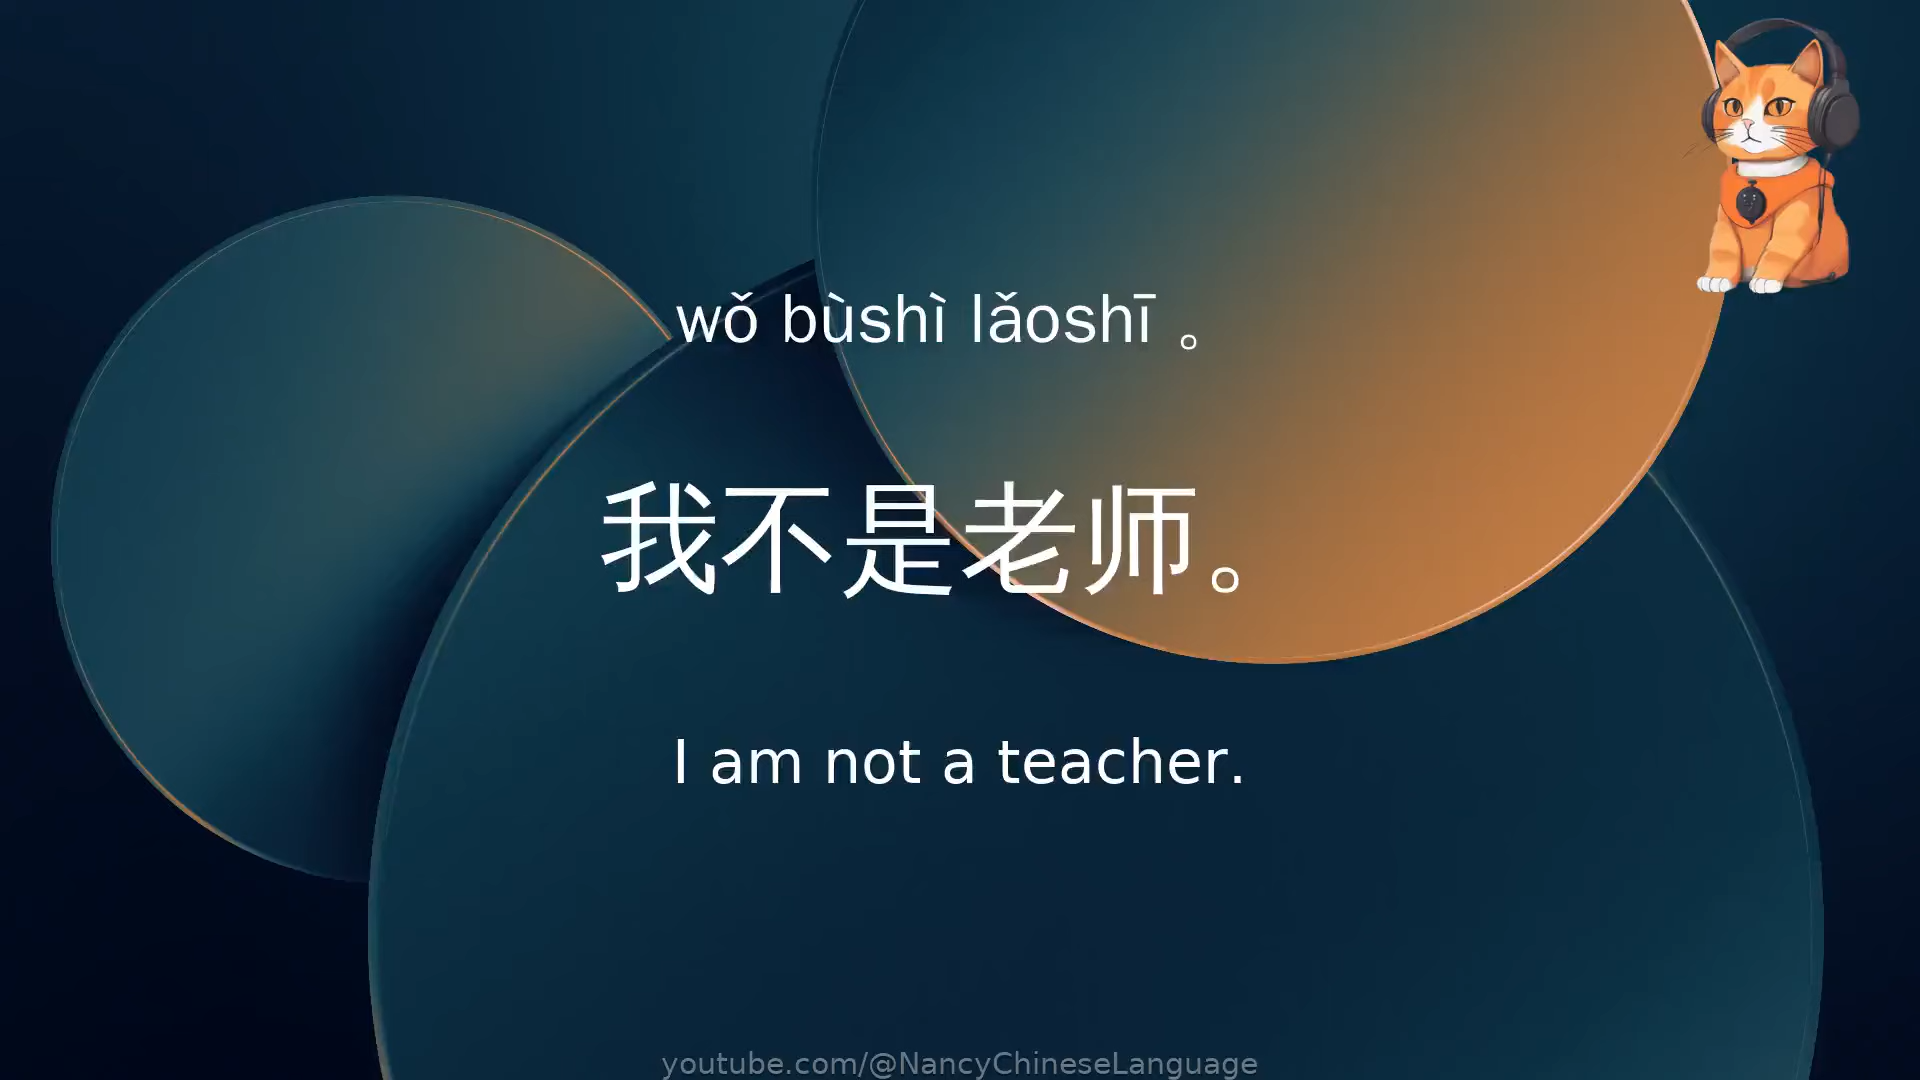 wǒ bùshì lǎoshī 。
我不是老师。
I am not a teacher.
youtube.com/@NancyChineseLanguage